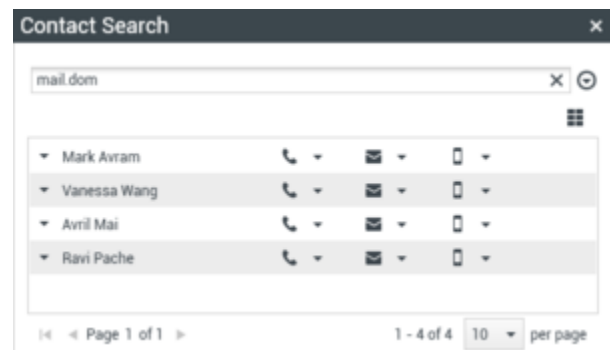 Contact Search
mail.dom
Mark Avram
Vanessa Wang
Avril Mai
Ravi Pache
Page 1 of 1 1 - 4 of 4 10 per page